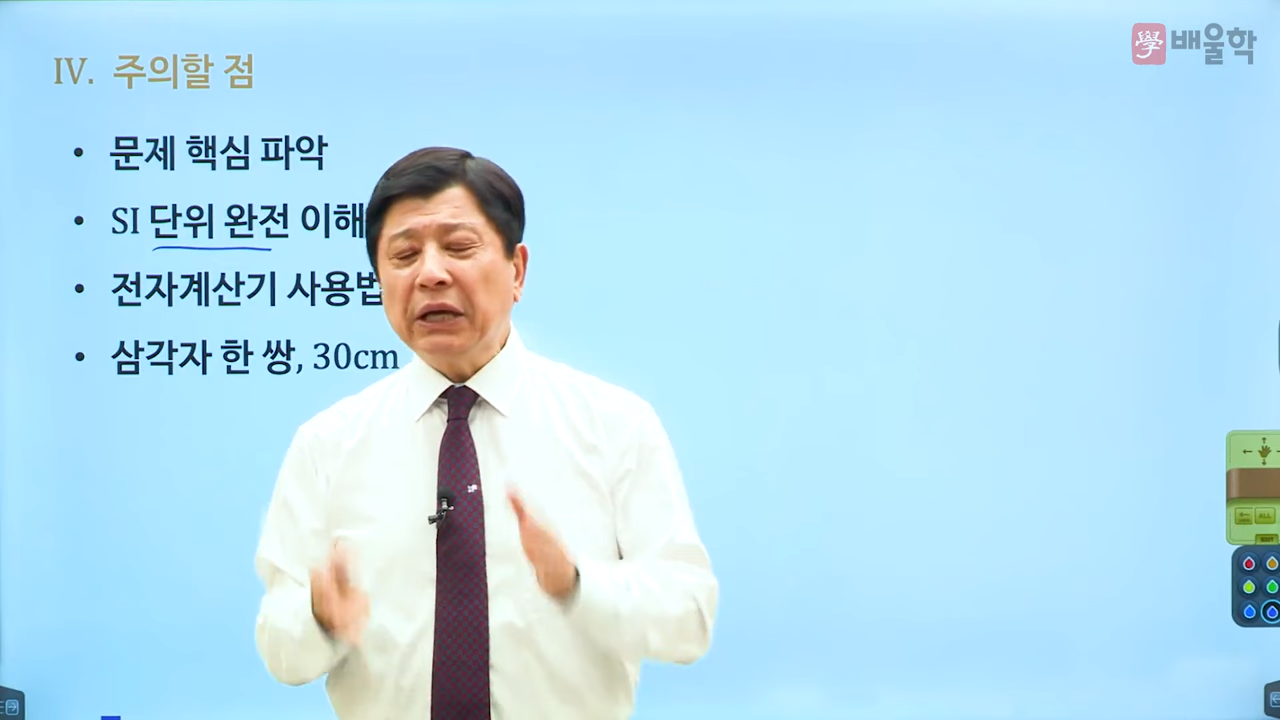 IV. 주의할 점
學 배울학
• 문제 핵심 파악
• SI 단위 완전 이해
• 전자계산기 사용법
• 삼각자 한 쌍, 30cm
ALL